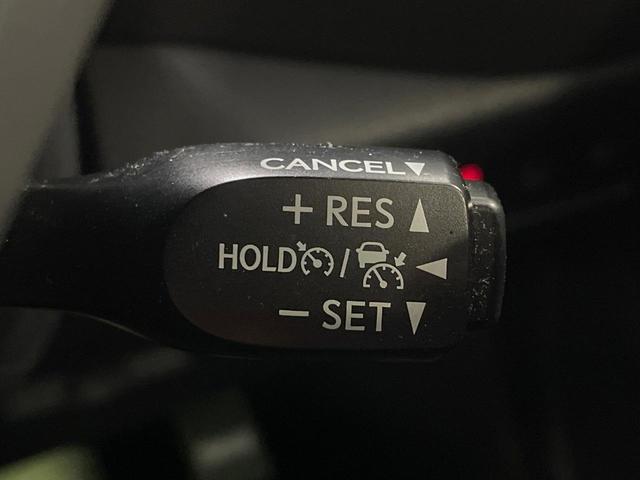 CANCEL▼
+ RES ▲
HOLD / ◀
− SET ▼